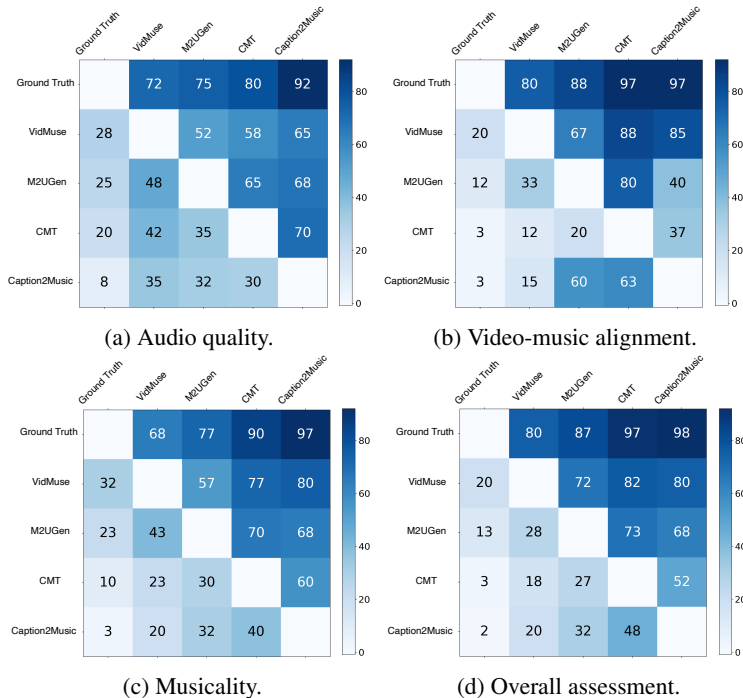 Ground Truth VidMuse M2UGen CMT Caption2Music
Ground Truth 72 75 80 92
VidMuse 28 52 58 65
M2UGen 25 48 65 68
CMT 20 42 35 70
Caption2Music 8 35 32 30
80
60
40
20
0
(a) Audio quality.
Ground Truth VidMuse M2UGen CMT Caption2Music
Ground Truth 80 88 97 97
VidMuse 20 67 88 85
M2UGen 12 33 80 40
CMT 3 12 20 37
Caption2Music 3 15 60 63
80
60
40
20
0
(b) Video-music alignment.
Ground Truth VidMuse M2UGen CMT Caption2Music
Ground Truth 68 77 90 97
VidMuse 32 57 77 80
M2UGen 23 43 70 68
CMT 10 23 30 60
Caption2Music 3 20 32 40
80
60
40
20
0
(c) Musicality.
Ground Truth VidMuse M2UGen CMT Caption2Music
Ground Truth 80 87 97 98
VidMuse 20 72 82 80
M2UGen 13 28 73 68
CMT 3 18 27 52
Caption2Music 2 20 32 48
80
60
40
20
0
(d) Overall assessment.